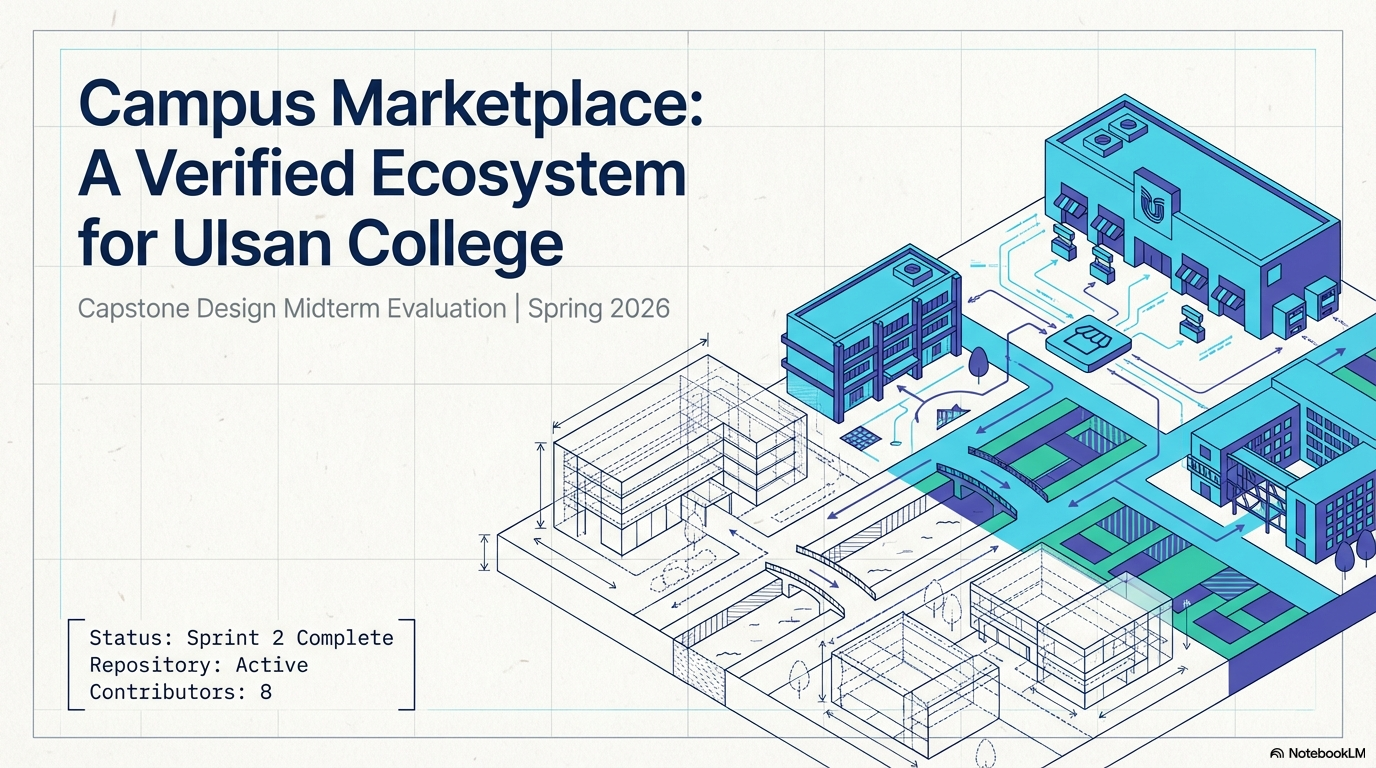 Campus Marketplace:
A Verified Ecosystem
for Ulsan College
Capstone Design Midterm Evaluation | Spring 2026
Status: Sprint 2 Complete
Repository: Active
Contributors: 8
NotebookLM